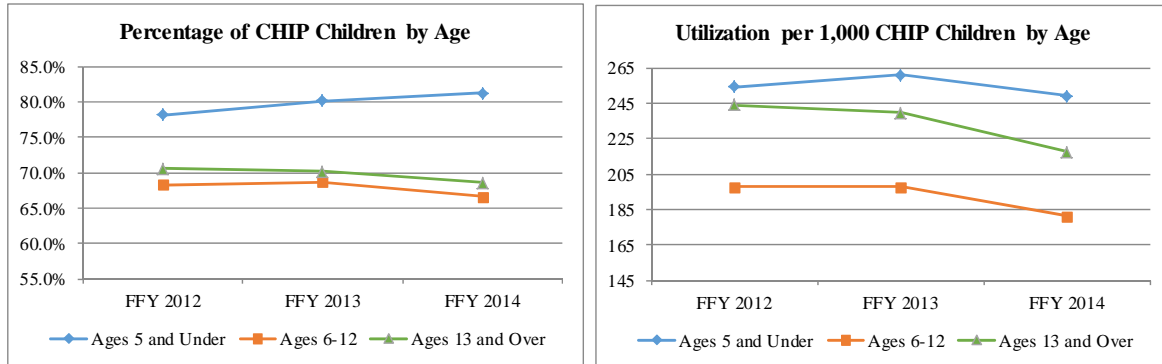 Percentage of CHIP Children by Age
85.0%
80.0%
75.0%
70.0%
65.0%
60.0%
55.0%
FFY 2012 FFY 2013 FFY 2014
Ages 5 and Under Ages 6-12 Ages 13 and Over
Utilization per 1,000 CHIP Children by Age
265
245
225
205
185
165
145
FFY 2012 FFY 2013 FFY 2014
Ages 5 and Under Ages 6-12 Ages 13 and Over